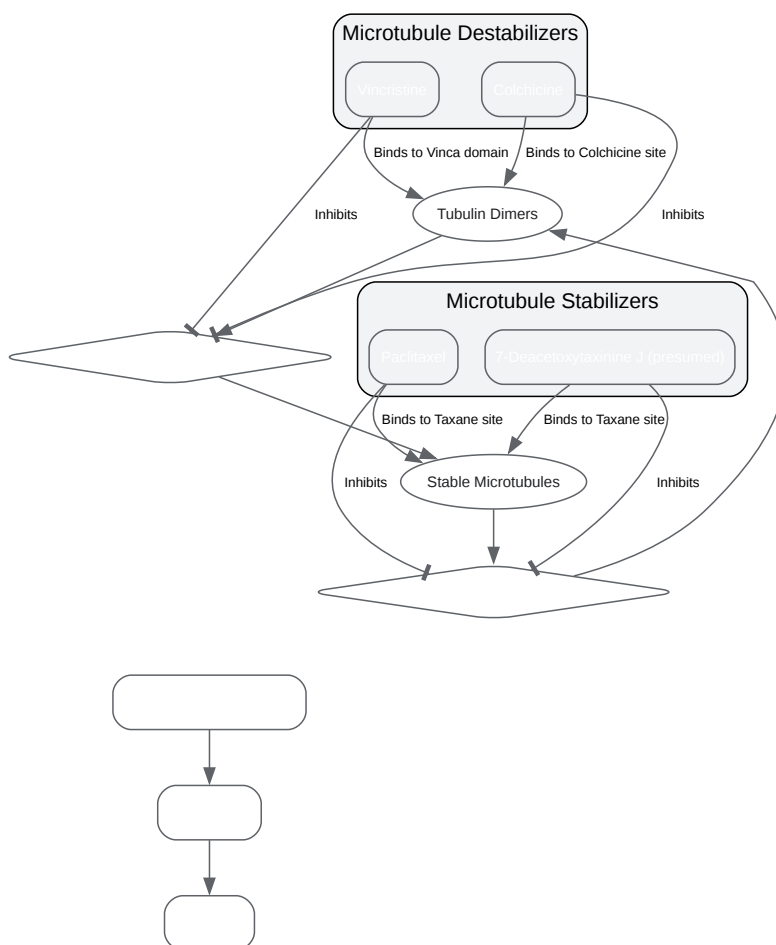 Microtubule Destabilizers
Vincristine
Colchicine
Binds to Vinca domain
Binds to Colchicine site
Inhibits
Tubulin Dimers
Inhibits
Microtubule Stabilizers
Paclitaxel
7-Deacetoxytaxinine J (presumed)
Binds to Taxane site
Binds to Taxane site
Inhibits
Stable Microtubules
Inhibits